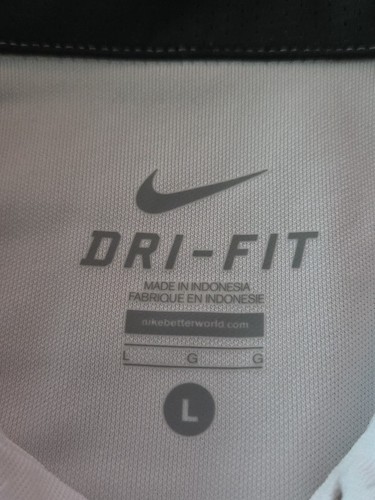 DRI-FIT
MADE IN INDONESIA
FABRIQUE EN INDONESIE
nikebetterworld.com
L G G
L